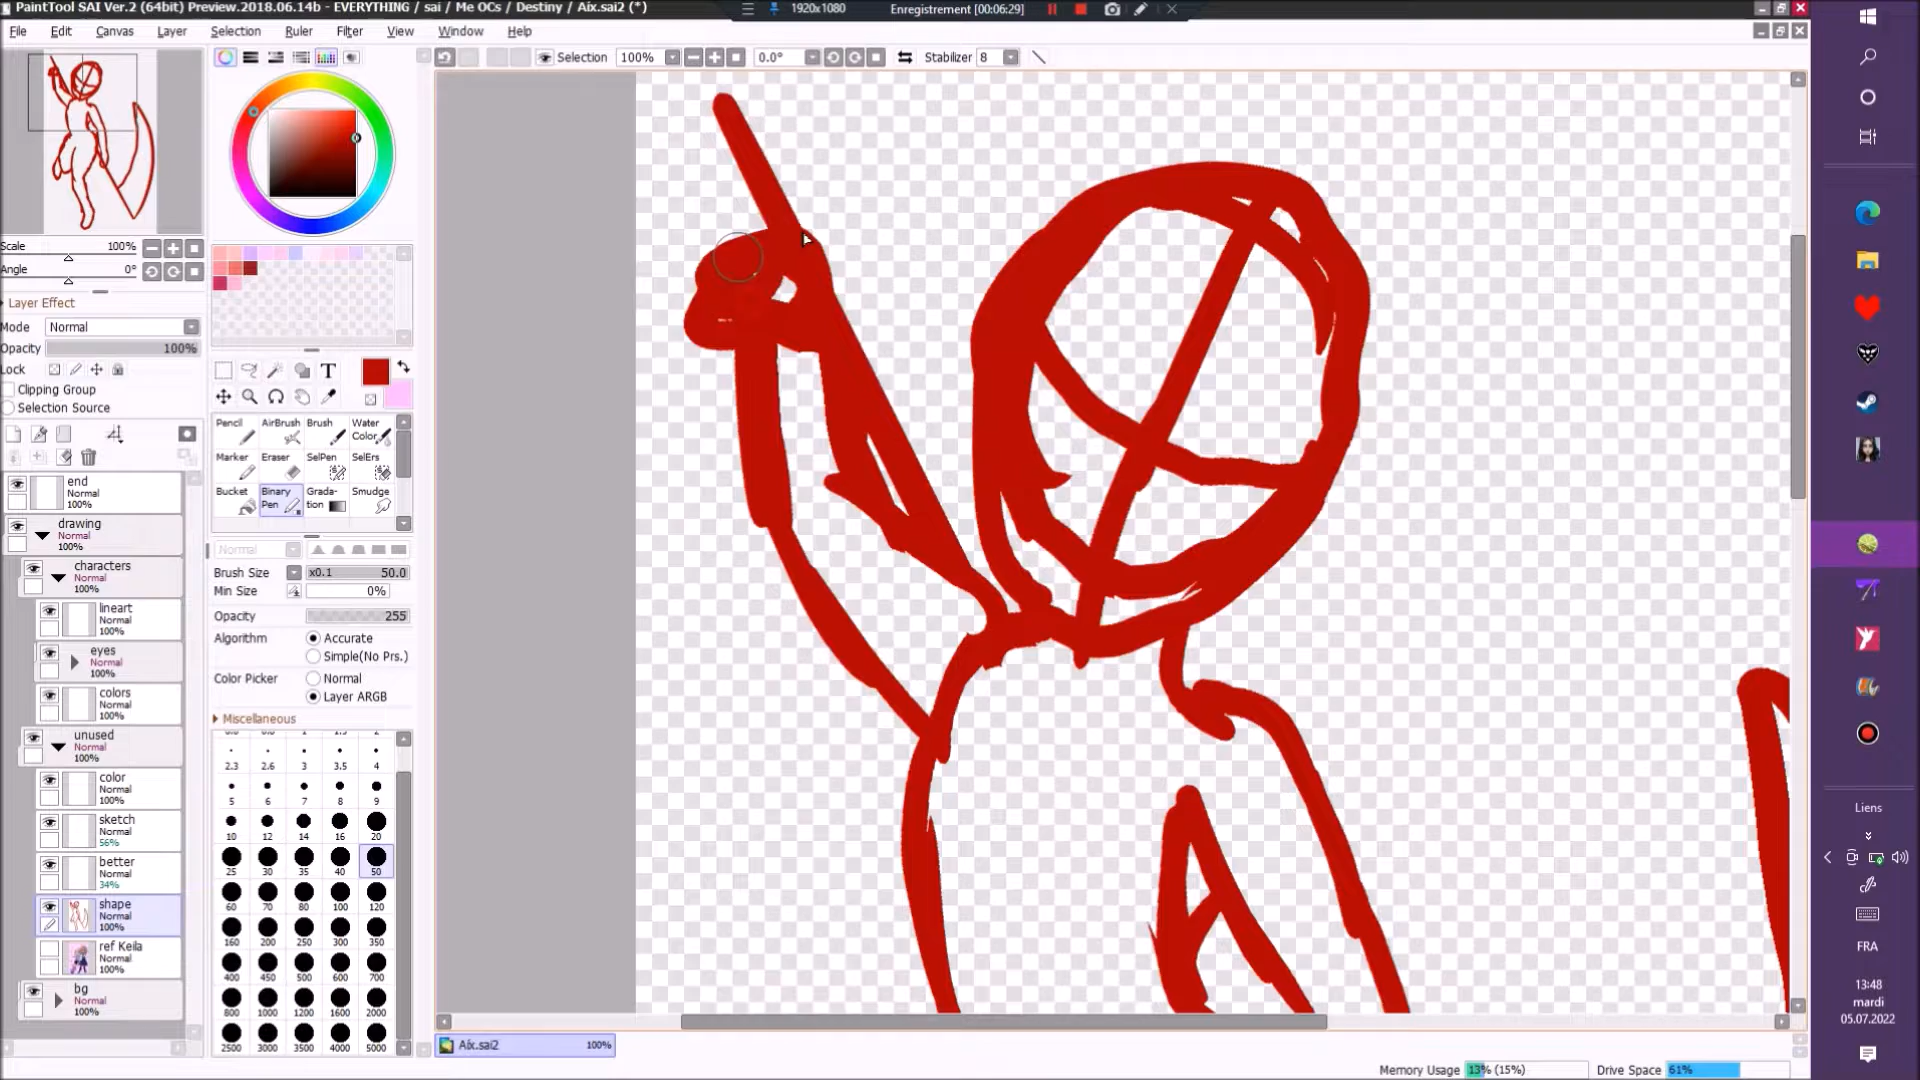 PaintTool SAI Ver.2 (64bit) Preview.2018.06.14b - EVERYTHING / sai / Me OCs / Destiny / Aïx.sai2 (*)
1920x1080
Enregistrement [00:06:29]
File Edit Canvas Layer Selection Ruler Filter View Window Help
Selection 100% 0.0° Stabilizer 8
Scale 100%
Angle 0°
Layer Effect
Mode Normal
Opacity 100%
Lock
Clipping Group
Selection Source
end
Normal
100%
drawing
Normal
100%
characters
Normal
100%
lineart
Normal
100%
eyes
Normal
100%
colors
Normal
100%
unused
Normal
100%
color
Normal
100%
sketch
Normal
56%
better
Normal
34%
shape
Normal
100%
ref Keila
Normal
100%
bg
Normal
100%
T
Pencil AirBrush Brush Water Color
Marker Eraser SelPen SelErs
Bucket Binary Pen Grada-tion Smudge
Normal
Brush Size x0.1 50.0
Min Size 0%
Opacity 255
Algorithm Accurate
Simple(No Prs.)
Color Picker Normal
Layer ARGB
Miscellaneous
2.3 2.6 3 3.5 4
5 6 7 8 9
10 12 14 16 20
25 30 35 40 50
60 70 80 100 120
160 200 250 300 350
400 450 500 600 700
800 1000 1200 1600 2000
2500 3000 3500 4000 5000
Aïx.sai2 100%
Memory Usage 13% (15%) Drive Space 61%
Liens
FRA
13:48
mardi
05.07.2022